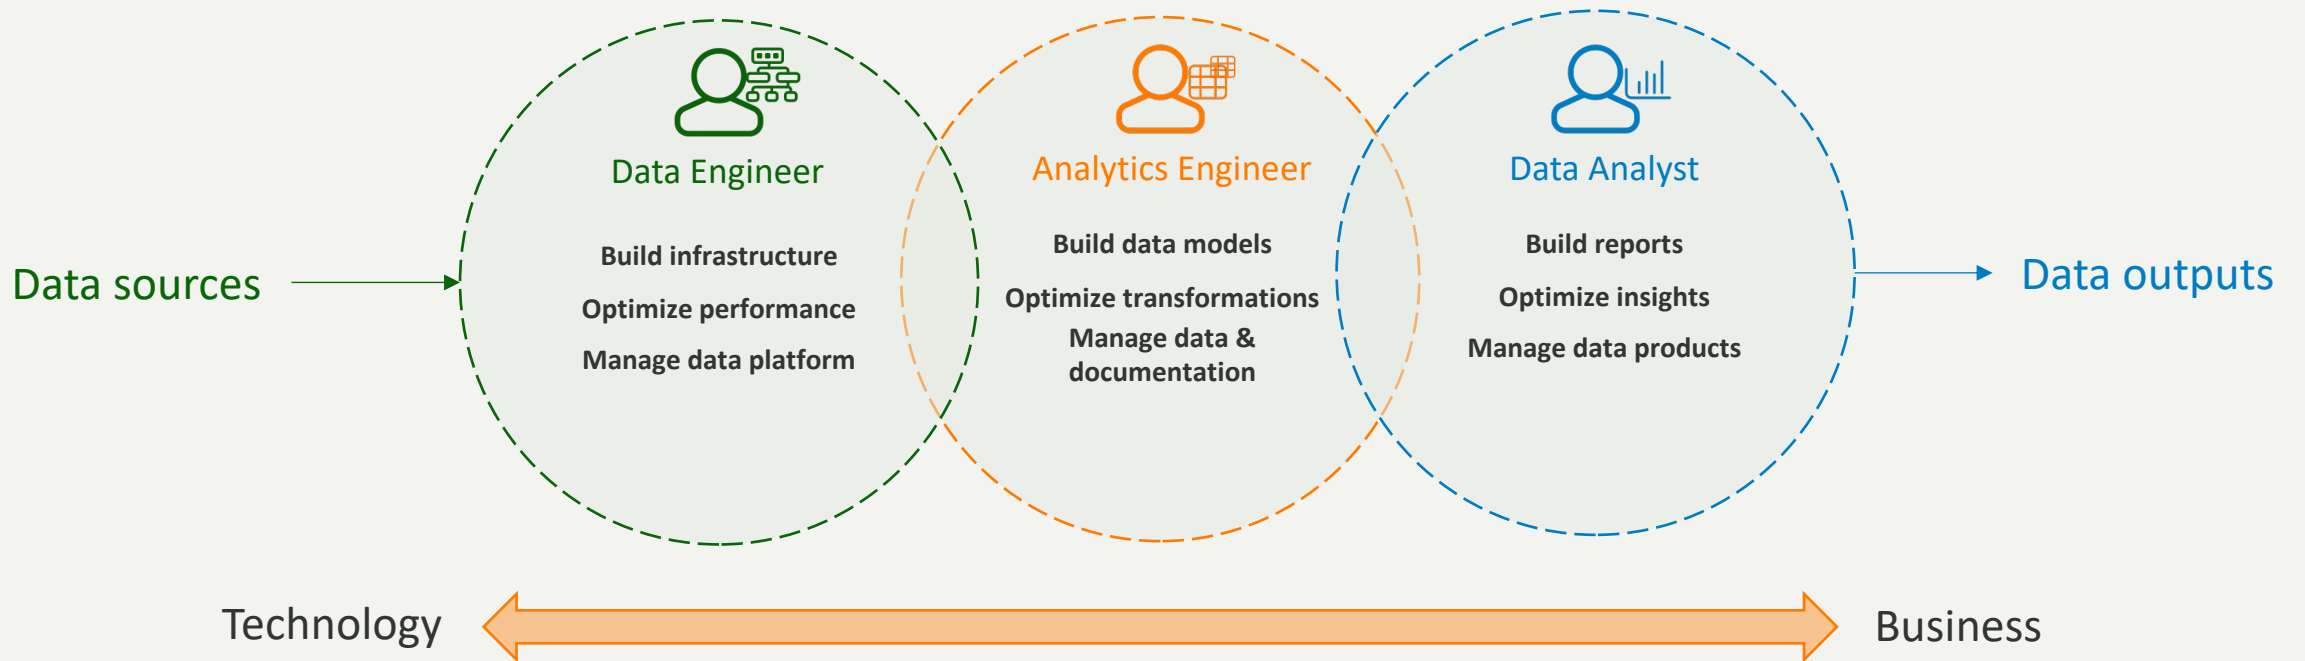 Data sources
Data Engineer
Build infrastructure
Optimize performance
Manage data platform
Analytics Engineer
Build data models
Optimize transformations
Manage data &
documentation
Data Analyst
Build reports
Optimize insights
Manage data products
Data outputs
Technology
Business